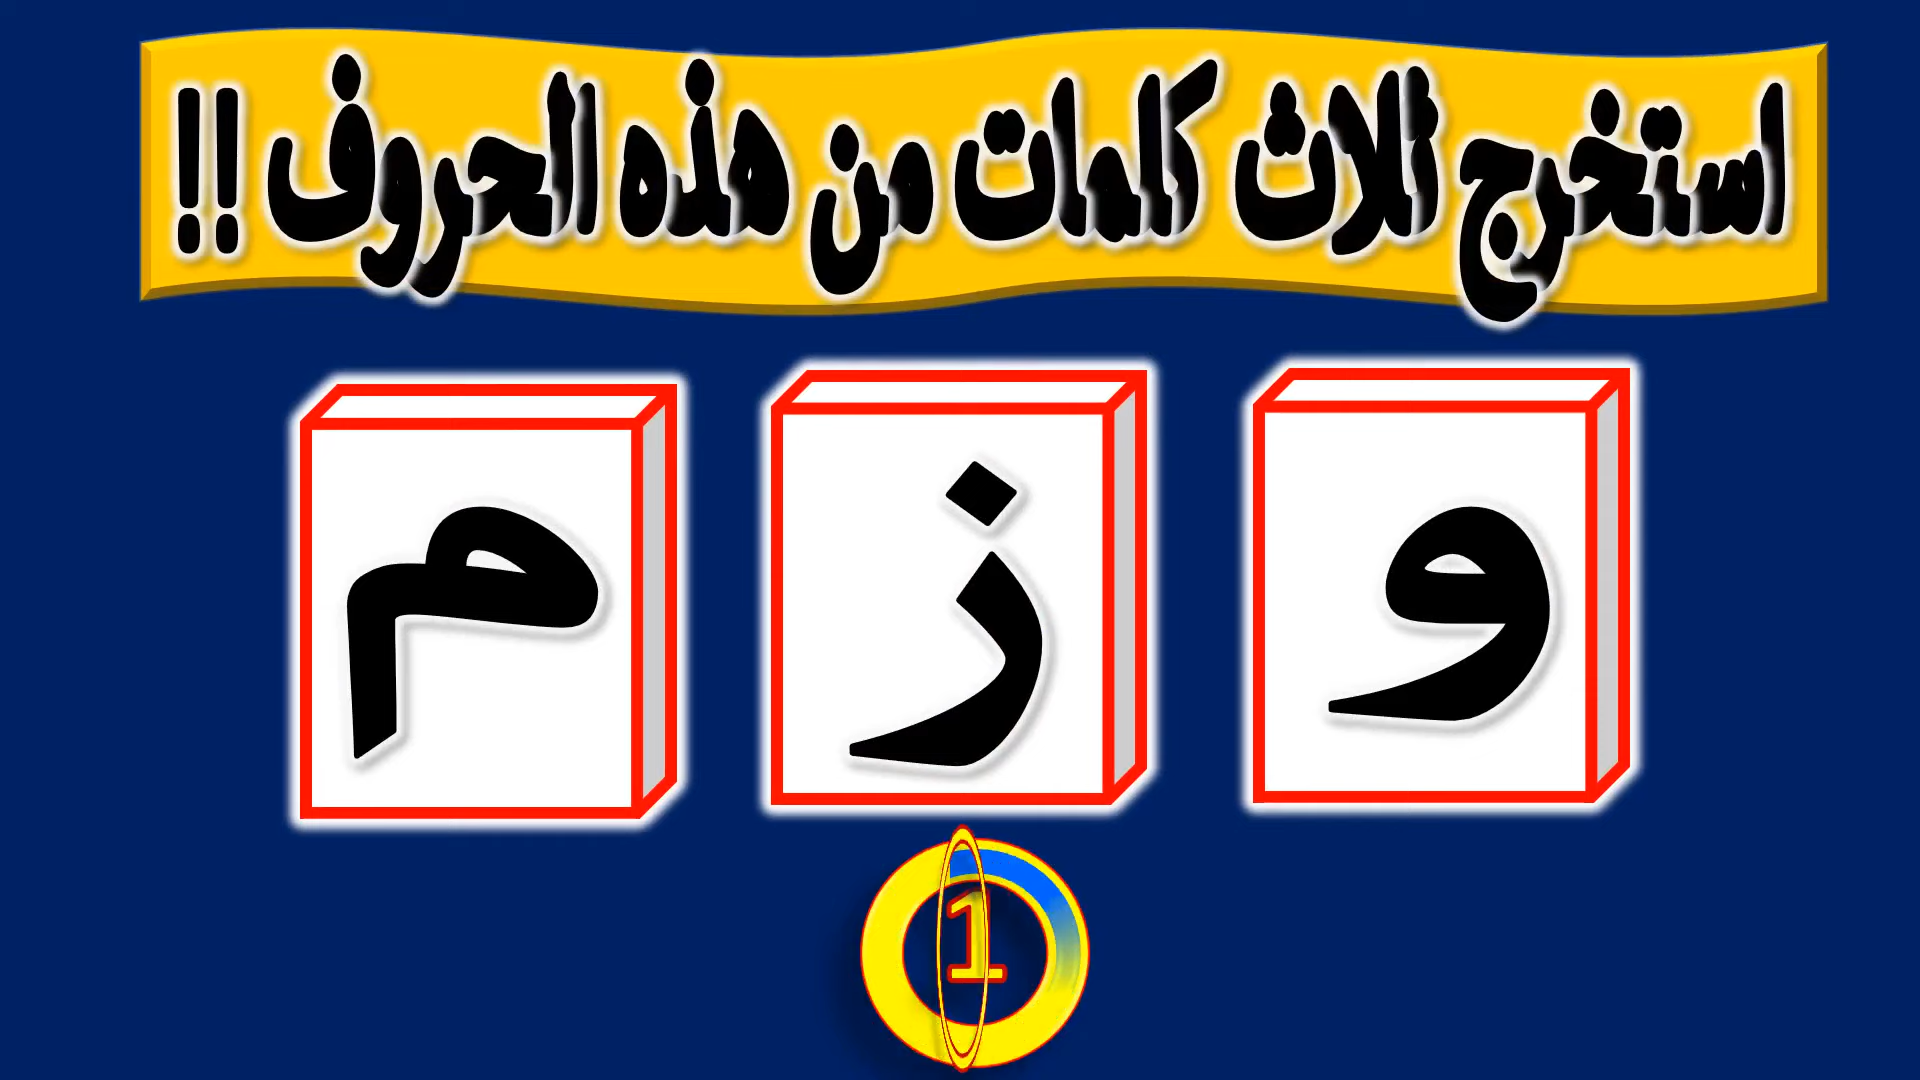 استخرج ثلاث كلمات من هذه الحروف !!
و ز م
1